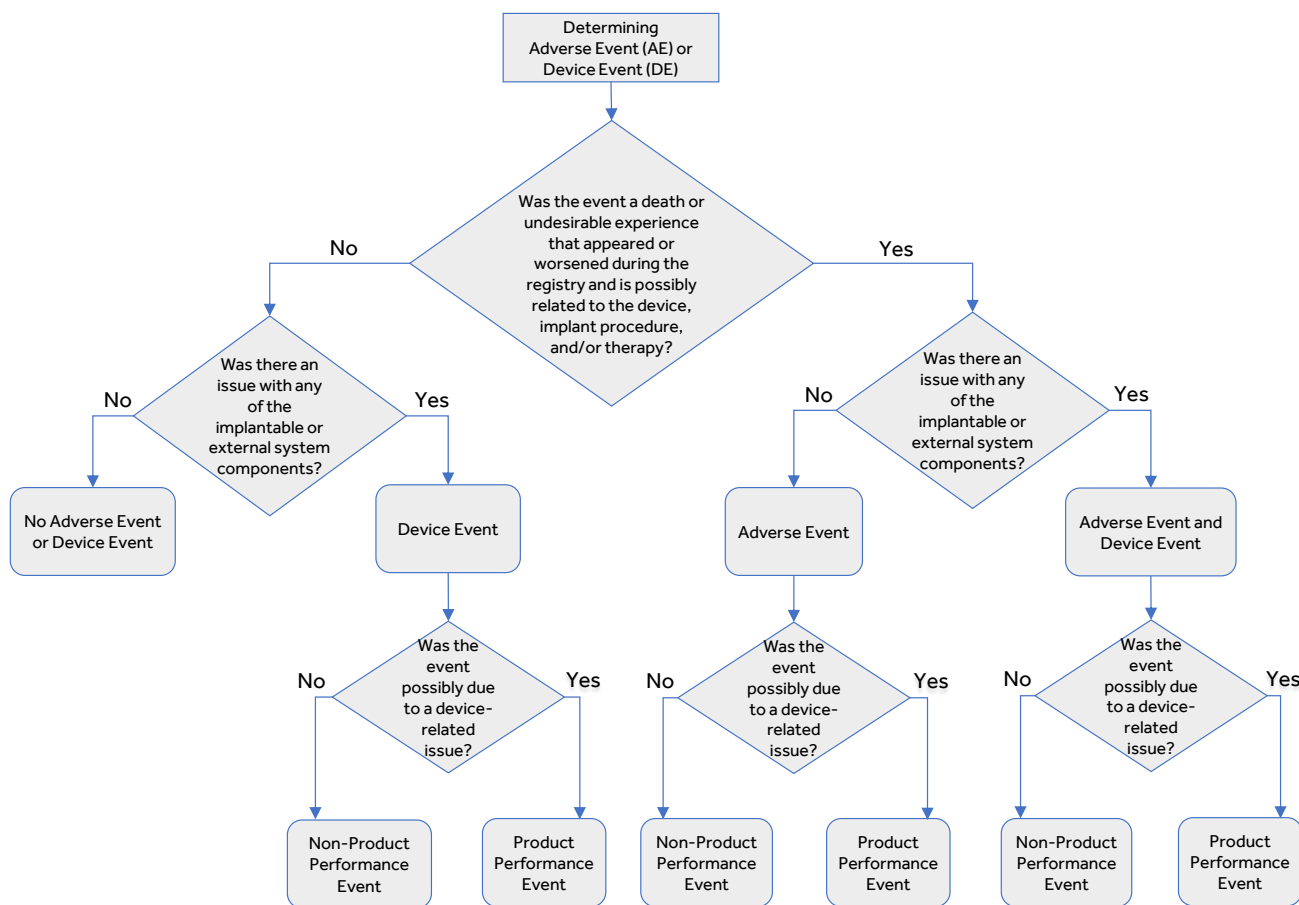 Determining
Adverse Event (AE) or
Device Event (DE)
Was the event a death or
undesirable experience
that appeared or
worsened during the
registry and is possibly
related to the device,
implant procedure,
and/or therapy?
No
Yes
Was there an
issue with any
of the
implantable or
external system
components?
No
Yes
Was there an
issue with any
of the
implantable or
external system
components?
No
Yes
No Adverse Event
or Device Event
Device Event
Adverse Event
Adverse Event and
Device Event
Was the
event
possibly due
to a device-
related
issue?
No
Yes
Was the
event
possibly due
to a device-
related
issue?
No
Yes
Was the
event
possibly due
to a device-
related
issue?
No
Yes
Non-Product
Performance
Event
Product
Performance
Event
Non-Product
Performance
Event
Product
Performance
Event
Non-Product
Performance
Event
Product
Performance
Event